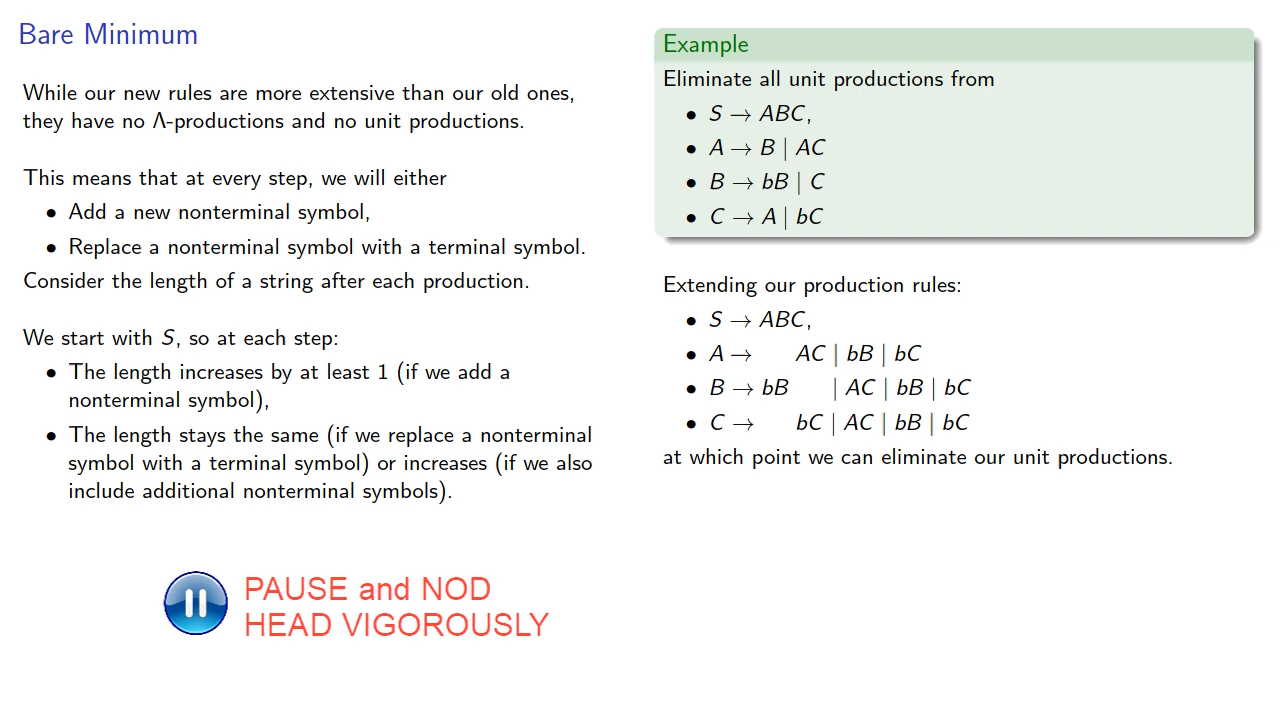 Bare Minimum
While our new rules are more extensive than our old ones,
they have no Λ-productions and no unit productions.
This means that at every step, we will either
• Add a new nonterminal symbol,
• Replace a nonterminal symbol with a terminal symbol.
Consider the length of a string after each production.
We start with S, so at each step:
• The length increases by at least 1 (if we add a
nonterminal symbol),
• The length stays the same (if we replace a nonterminal
symbol with a terminal symbol) or increases (if we also
include additional nonterminal symbols).
PAUSE and NOD
HEAD VIGOROUSLY
Example
Eliminate all unit productions from
• S → ABC,
• A → B | AC
• B → bB | C
• C → A | bC
Extending our production rules:
• S → ABC,
• A → AC | bB | bC
• B → bB | AC | bB | bC
• C → bC | AC | bB | bC
at which point we can eliminate our unit productions.